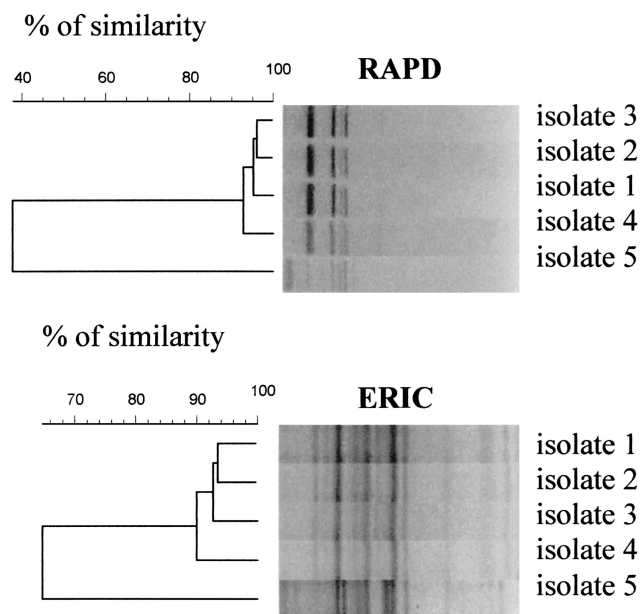 % of similarity
40 60 80 100
RAPD
isolate 3
isolate 2
isolate 1
isolate 4
isolate 5
% of similarity
70 80 90 100
ERIC
isolate 1
isolate 2
isolate 3
isolate 4
isolate 5